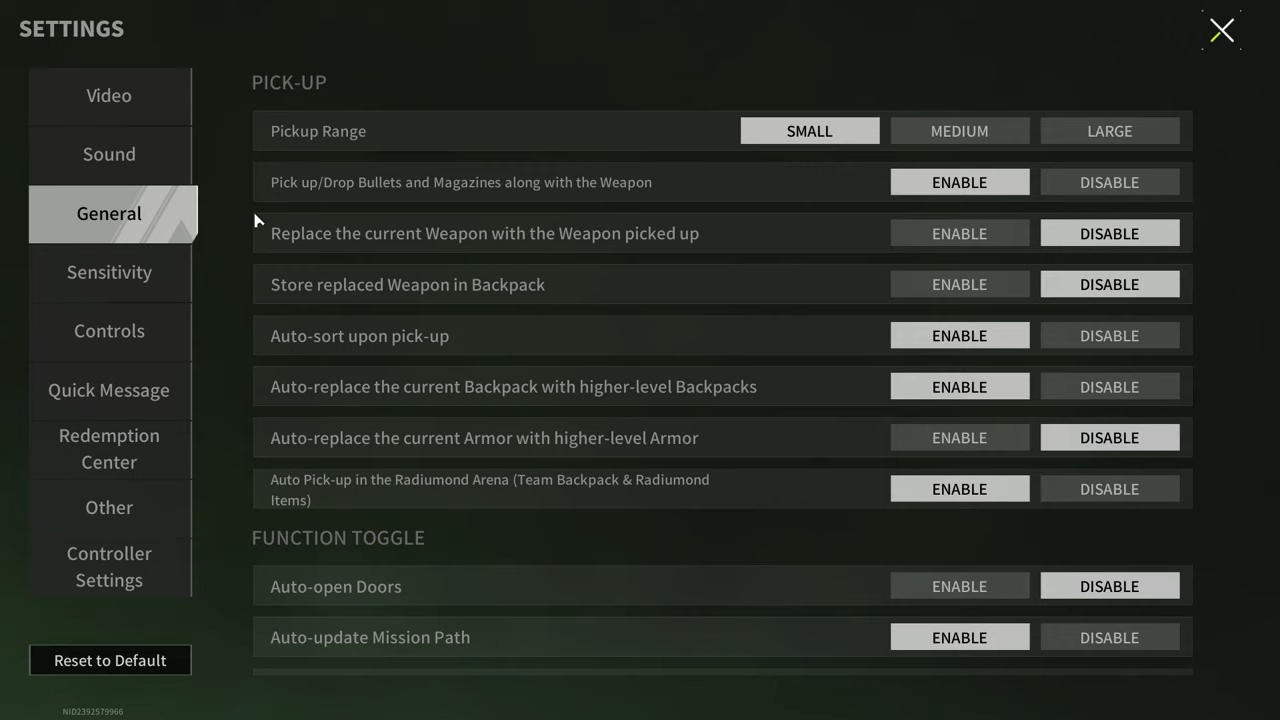 SETTINGS
Video
Sound
General
Sensitivity
Controls
Quick Message
Redemption
Center
Other
Controller
Settings
Reset to Default
NID2392579966
PICK-UP
Pickup Range SMALL MEDIUM LARGE
Pick up/Drop Bullets and Magazines along with the Weapon ENABLE DISABLE
Replace the current Weapon with the Weapon picked up ENABLE DISABLE
Store replaced Weapon in Backpack ENABLE DISABLE
Auto-sort upon pick-up ENABLE DISABLE
Auto-replace the current Backpack with higher-level Backpacks ENABLE DISABLE
Auto-replace the current Armor with higher-level Armor ENABLE DISABLE
Auto Pick-up in the Radiumond Arena (Team Backpack & Radiumond
Items) ENABLE DISABLE
FUNCTION TOGGLE
Auto-open Doors ENABLE DISABLE
Auto-update Mission Path ENABLE DISABLE